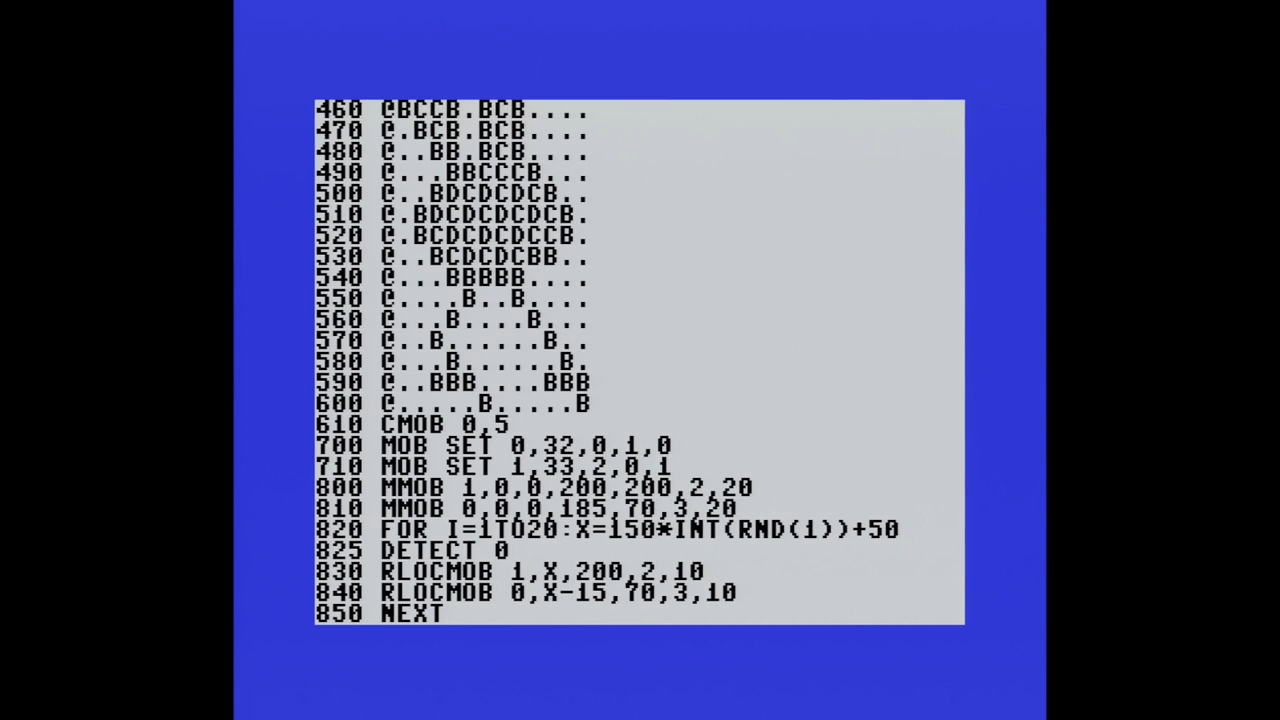 460 @BCCB.BCB....
470 @.BCB.BCB....
480 @..BB.BCB....
490 @...BBCCCB...
500 @..BDCDCDCB..
510 @.BDCDCDCDCB.
520 @.BCDCDCDCCB.
530 @..BCDCDCBB..
540 @...BBBBB....
550 @....B..B....
560 @...B....B...
570 @..B......B..
580 @...B......B.
590 @..BBB....BBB
600 @.....B.....B
610 CMOB 0,5
700 MOB SET 0,32,0,1,0
710 MOB SET 1,33,2,0,1
800 MMOB 1,0,0,200,200,2,20
810 MMOB 0,0,0,185,70,3,20
820 FOR I=1TO20:X=150*INT(RND(1))+50
825 DETECT 0
830 RLOCMOB 1,X,200,2,10
840 RLOCMOB 0,X-15,70,3,10
850 NEXT